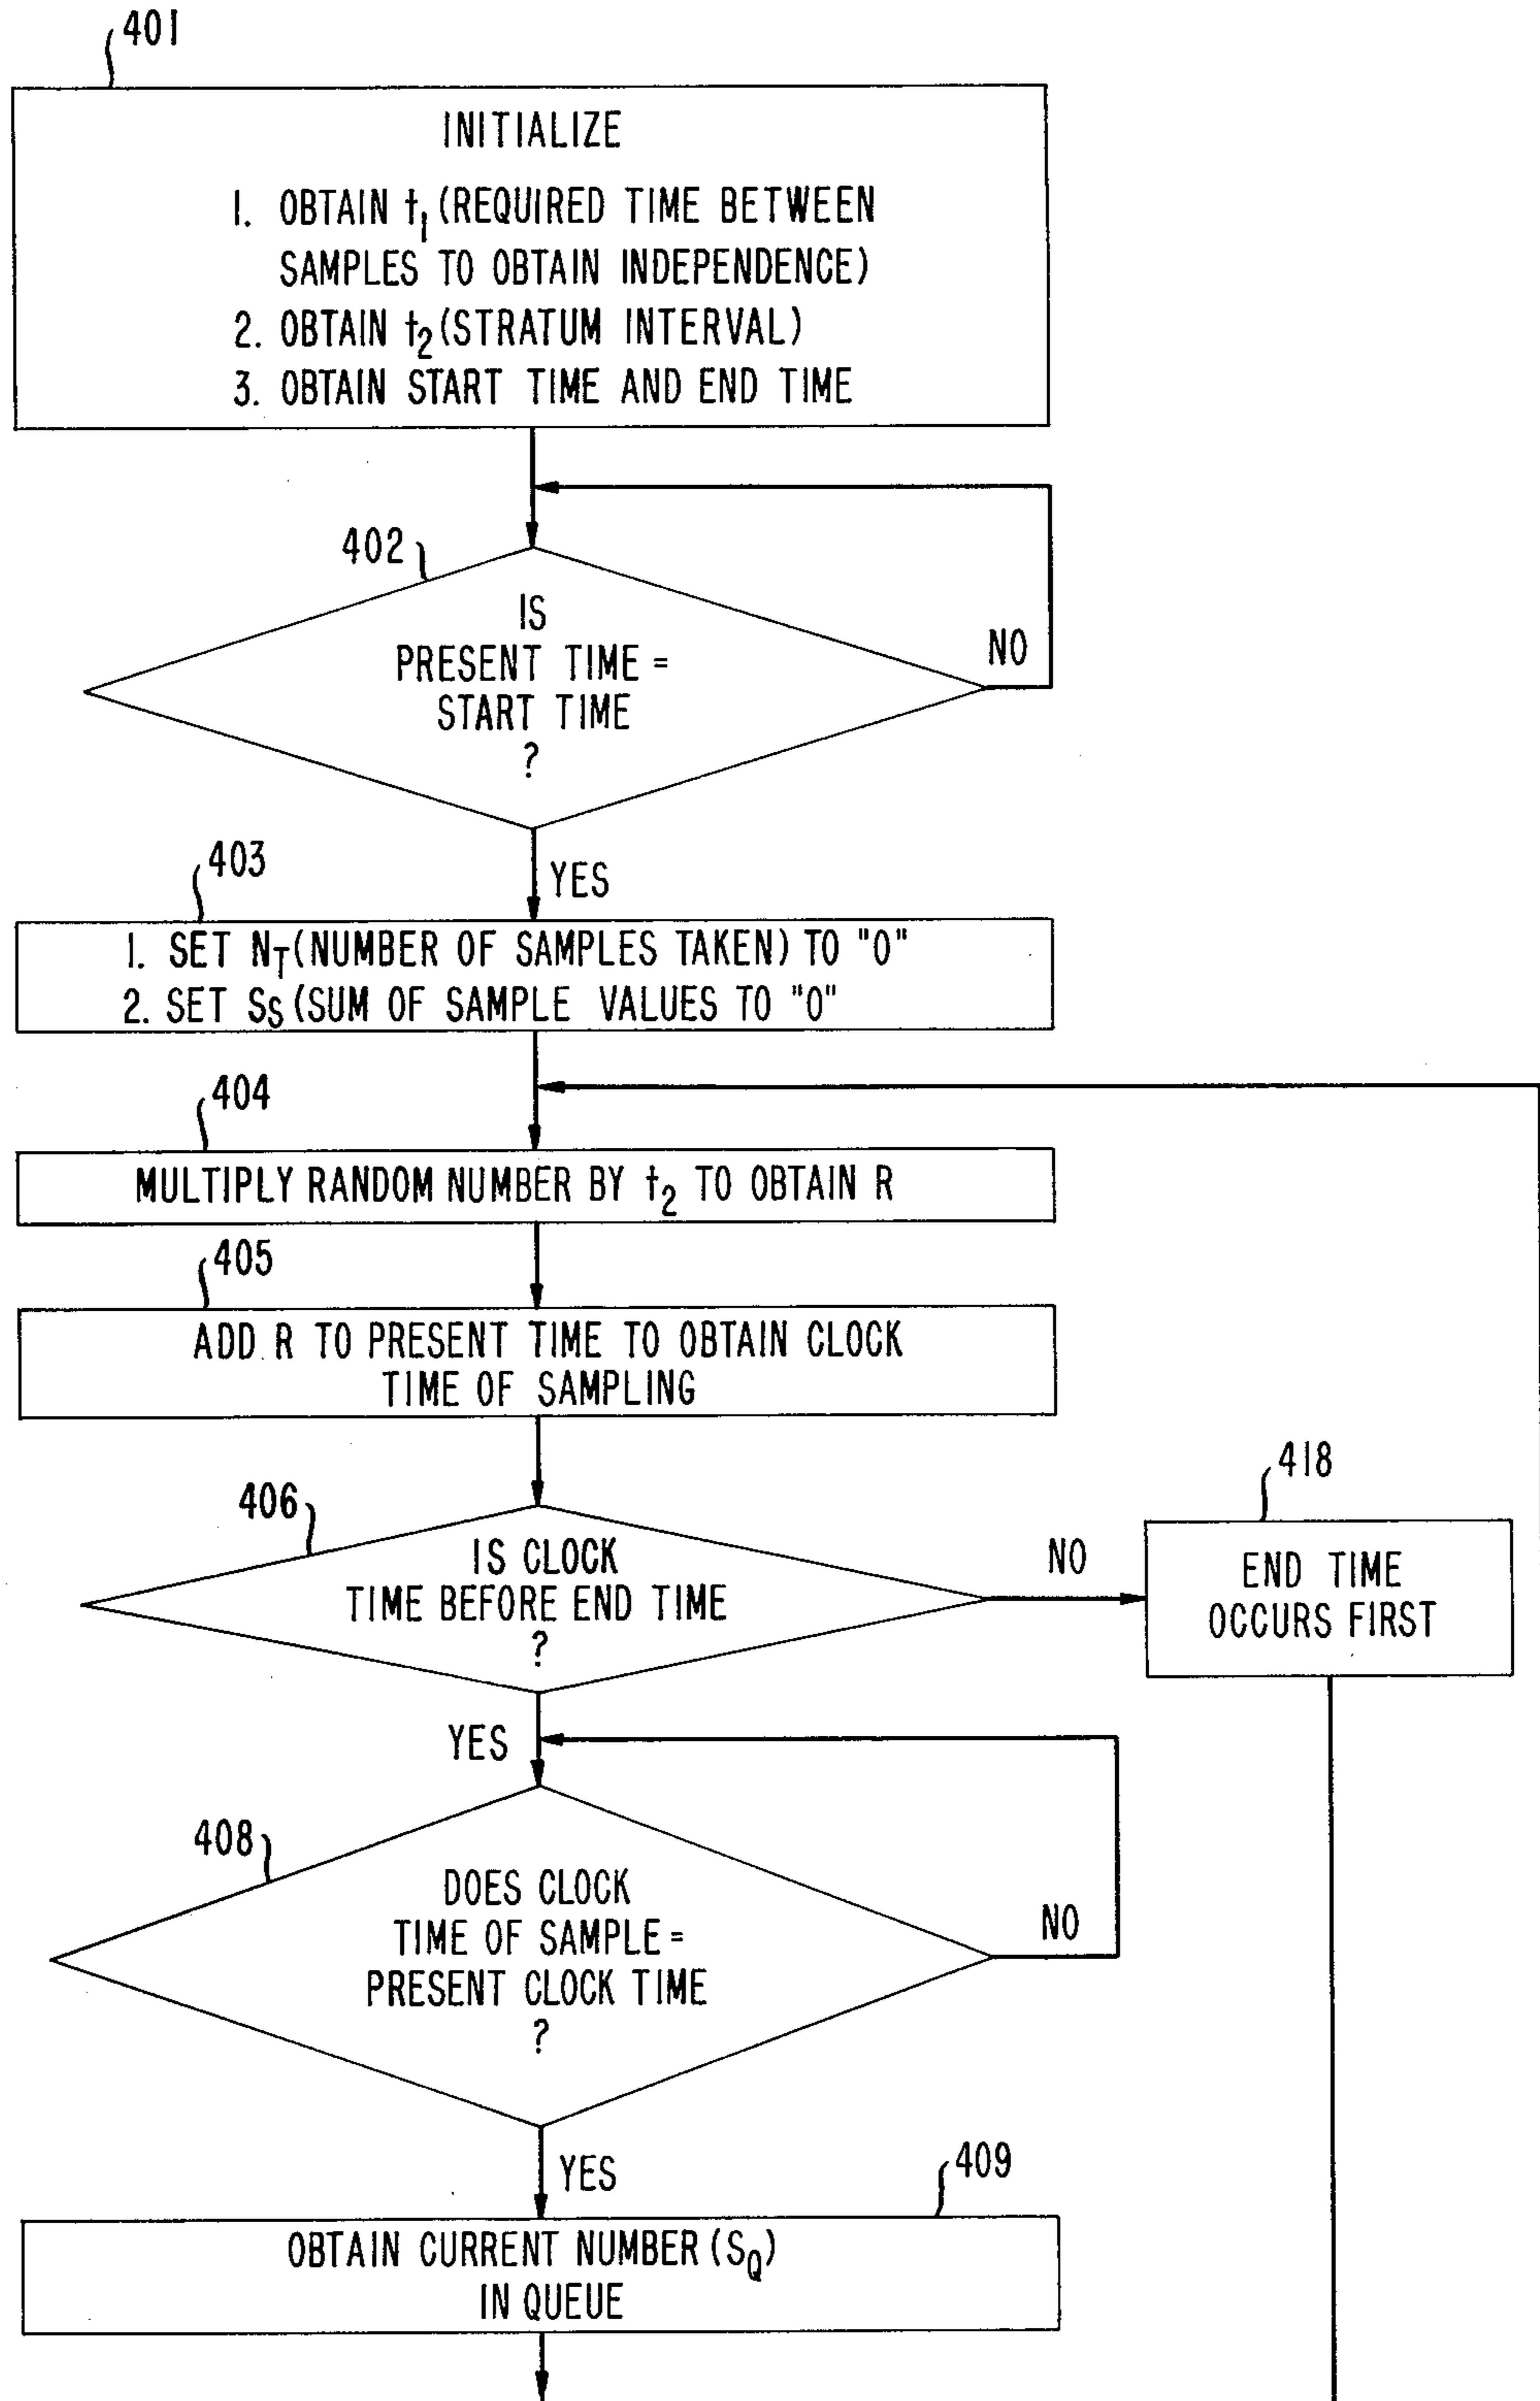 401
INITIALIZE
1. OBTAIN t₁ (REQUIRED TIME BETWEEN
SAMPLES TO OBTAIN INDEPENDENCE)
2. OBTAIN t₂ (STRATUM INTERVAL)
3. OBTAIN START TIME AND END TIME
402
IS
PRESENT TIME =
START TIME
?
NO
YES
403
1. SET N_T (NUMBER OF SAMPLES TAKEN) TO "0"
2. SET S_S (SUM OF SAMPLE VALUES TO "0"
404
MULTIPLY RANDOM NUMBER BY t₂ TO OBTAIN R
405
ADD R TO PRESENT TIME TO OBTAIN CLOCK
TIME OF SAMPLING
406
IS CLOCK
TIME BEFORE END TIME
?
NO
418
END TIME
OCCURS FIRST
YES
408
DOES CLOCK
TIME OF SAMPLE =
PRESENT CLOCK TIME
?
NO
YES
409
OBTAIN CURRENT NUMBER (S_Q)
IN QUEUE